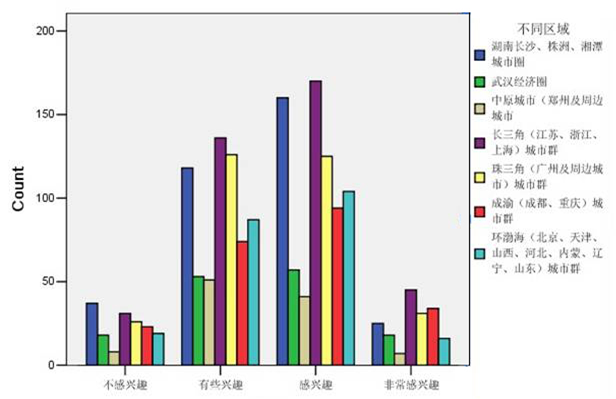 Count
200
150
100
50
0
不感兴趣
有些兴趣
感兴趣
非常感兴趣
不同区域
湖南长沙、株洲、湘潭
城市圈
武汉经济圈
中原城市（郑州及周边
城市
长三角（江苏、浙江、
上海）城市群
珠三角（广州及周边城
市）城市群
成渝（成都、重庆）城
市群
环渤海（北京、天津、
山西、河北、内蒙、辽
宁、山东）城市群